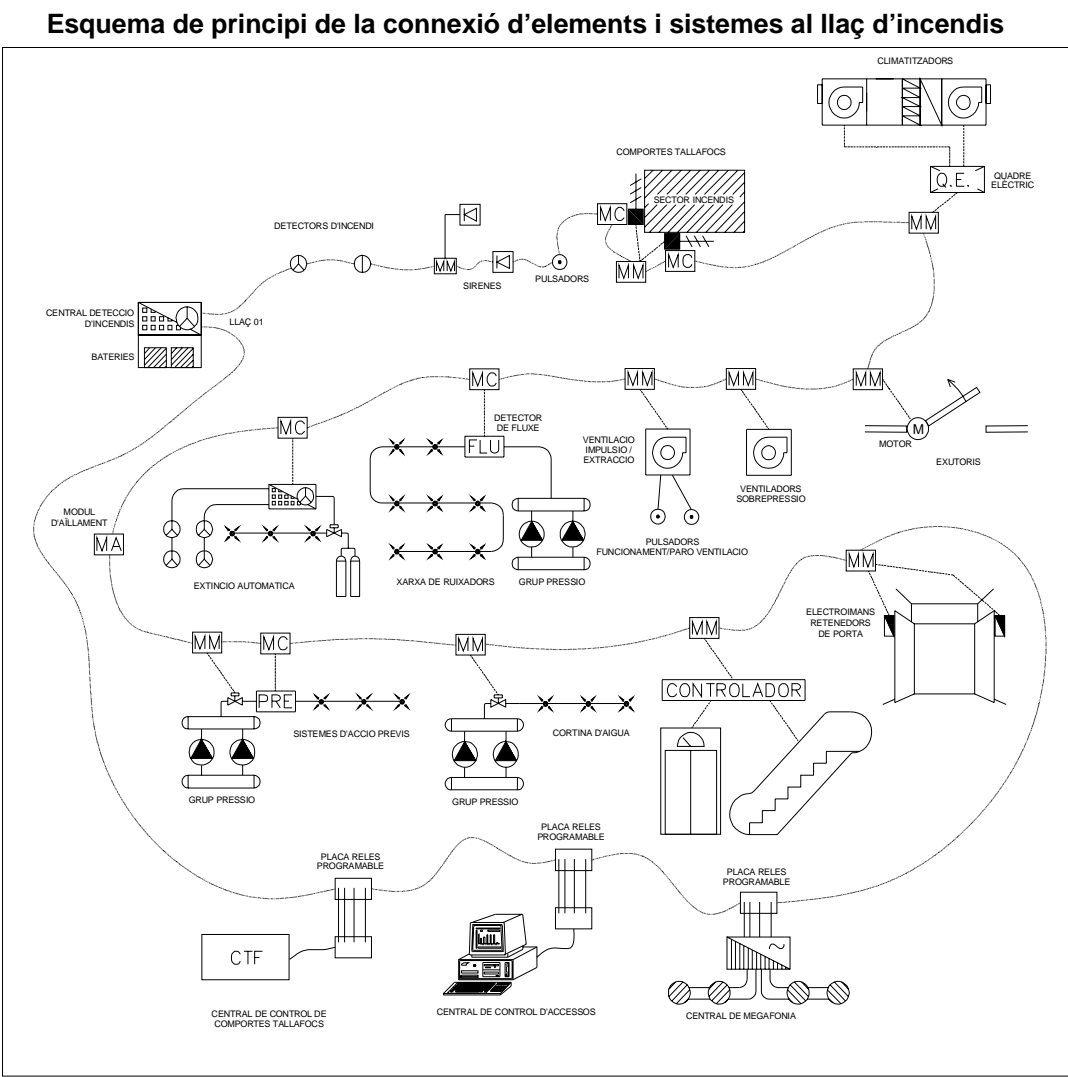 Esquema de principi de la connexió d'elements i sistemes al llaç d'incendis
CLIMATITZADORS
COMPORTES TALLAFOCS
Q.E.
QUADRE
ELÈCTRIC
SECTOR INCENDIS
MC
MM
DETECTORS D'INCENDI
MM
SIRENES
PULSADORS
MM
MC
CENTRAL DETECCIO
D'INCENDIS
LLAÇ 01
BATERIES
MC
MM
MM
MM
MC
DETECTOR
DE FLUXE
FLU
VENTILACIO
IMPULSIO /
EXTRACCIO
M
MOTOR
EXUTORIS
VENTILADORS
SOBREPRESSIO
MODUL
D'AÏLLAMENT
MA
PULSADORS
FUNCIONAMENT/PARO VENTILACIO
EXTINCIO AUTOMATICA
XARXA DE RUIXADORS
GRUP PRESSIO
MM
ELECTROIMANS
RETENEDORS
DE PORTA
MM
MC
MM
MM
CONTROLADOR
PRE
SISTEMES D'ACCIO PREVIS
CORTINA D'AIGUA
GRUP PRESSIO
GRUP PRESSIO
PLACA RELES
PROGRAMABLE
PLACA RELES
PROGRAMABLE
PLACA RELES
PROGRAMABLE
CTF
~
CENTRAL DE CONTROL DE
COMPORTES TALLAFOCS
CENTRAL DE CONTROL D'ACCESSOS
CENTRAL DE MEGAFONIA